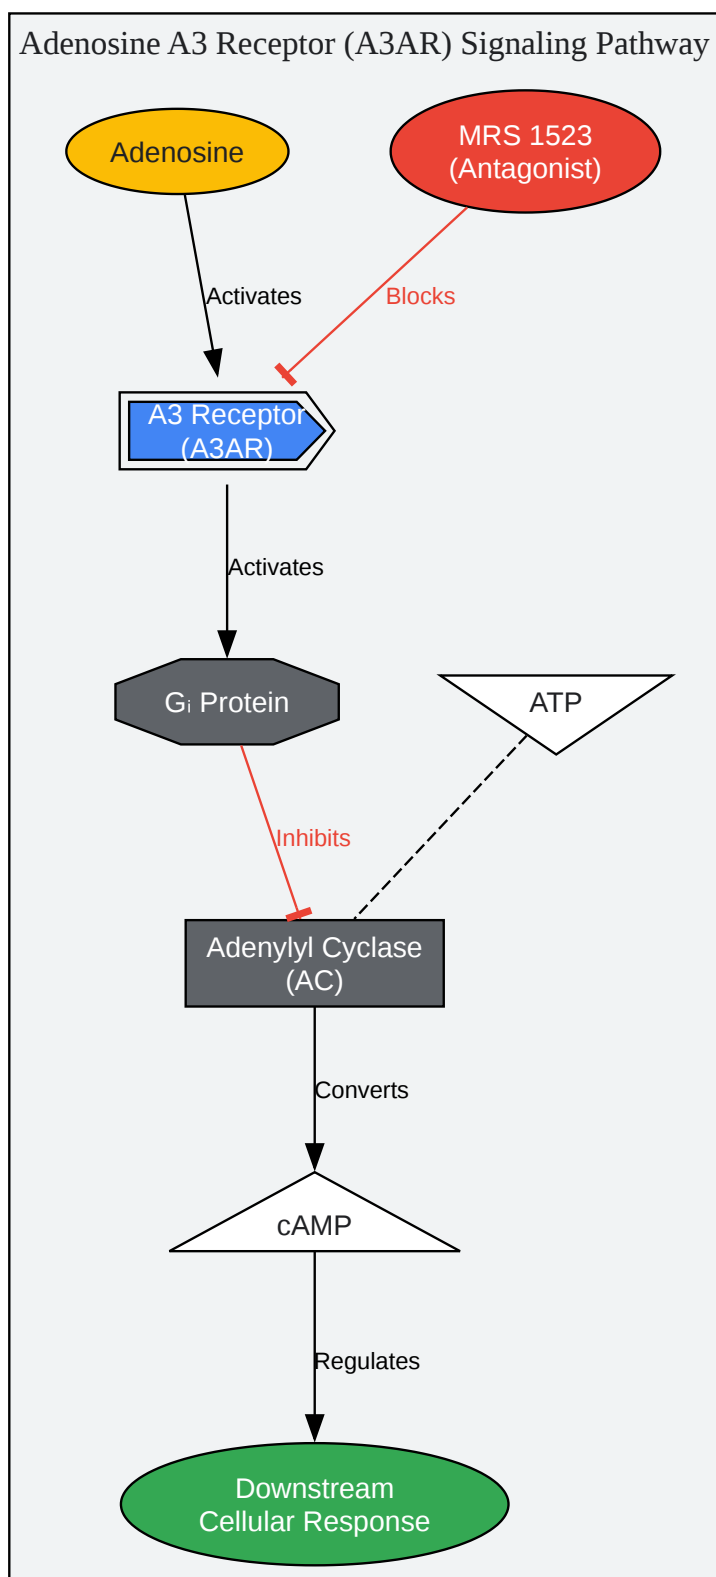 Adenosine A3 Receptor (A3AR) Signaling Pathway
Adenosine
MRS 1523
(Antagonist)
Activates
Blocks
A3 Receptor
(A3AR)
Activates
Gᵢ Protein
ATP
Inhibits
Adenylyl Cyclase
(AC)
Converts
cAMP
Regulates
Downstream
Cellular Response